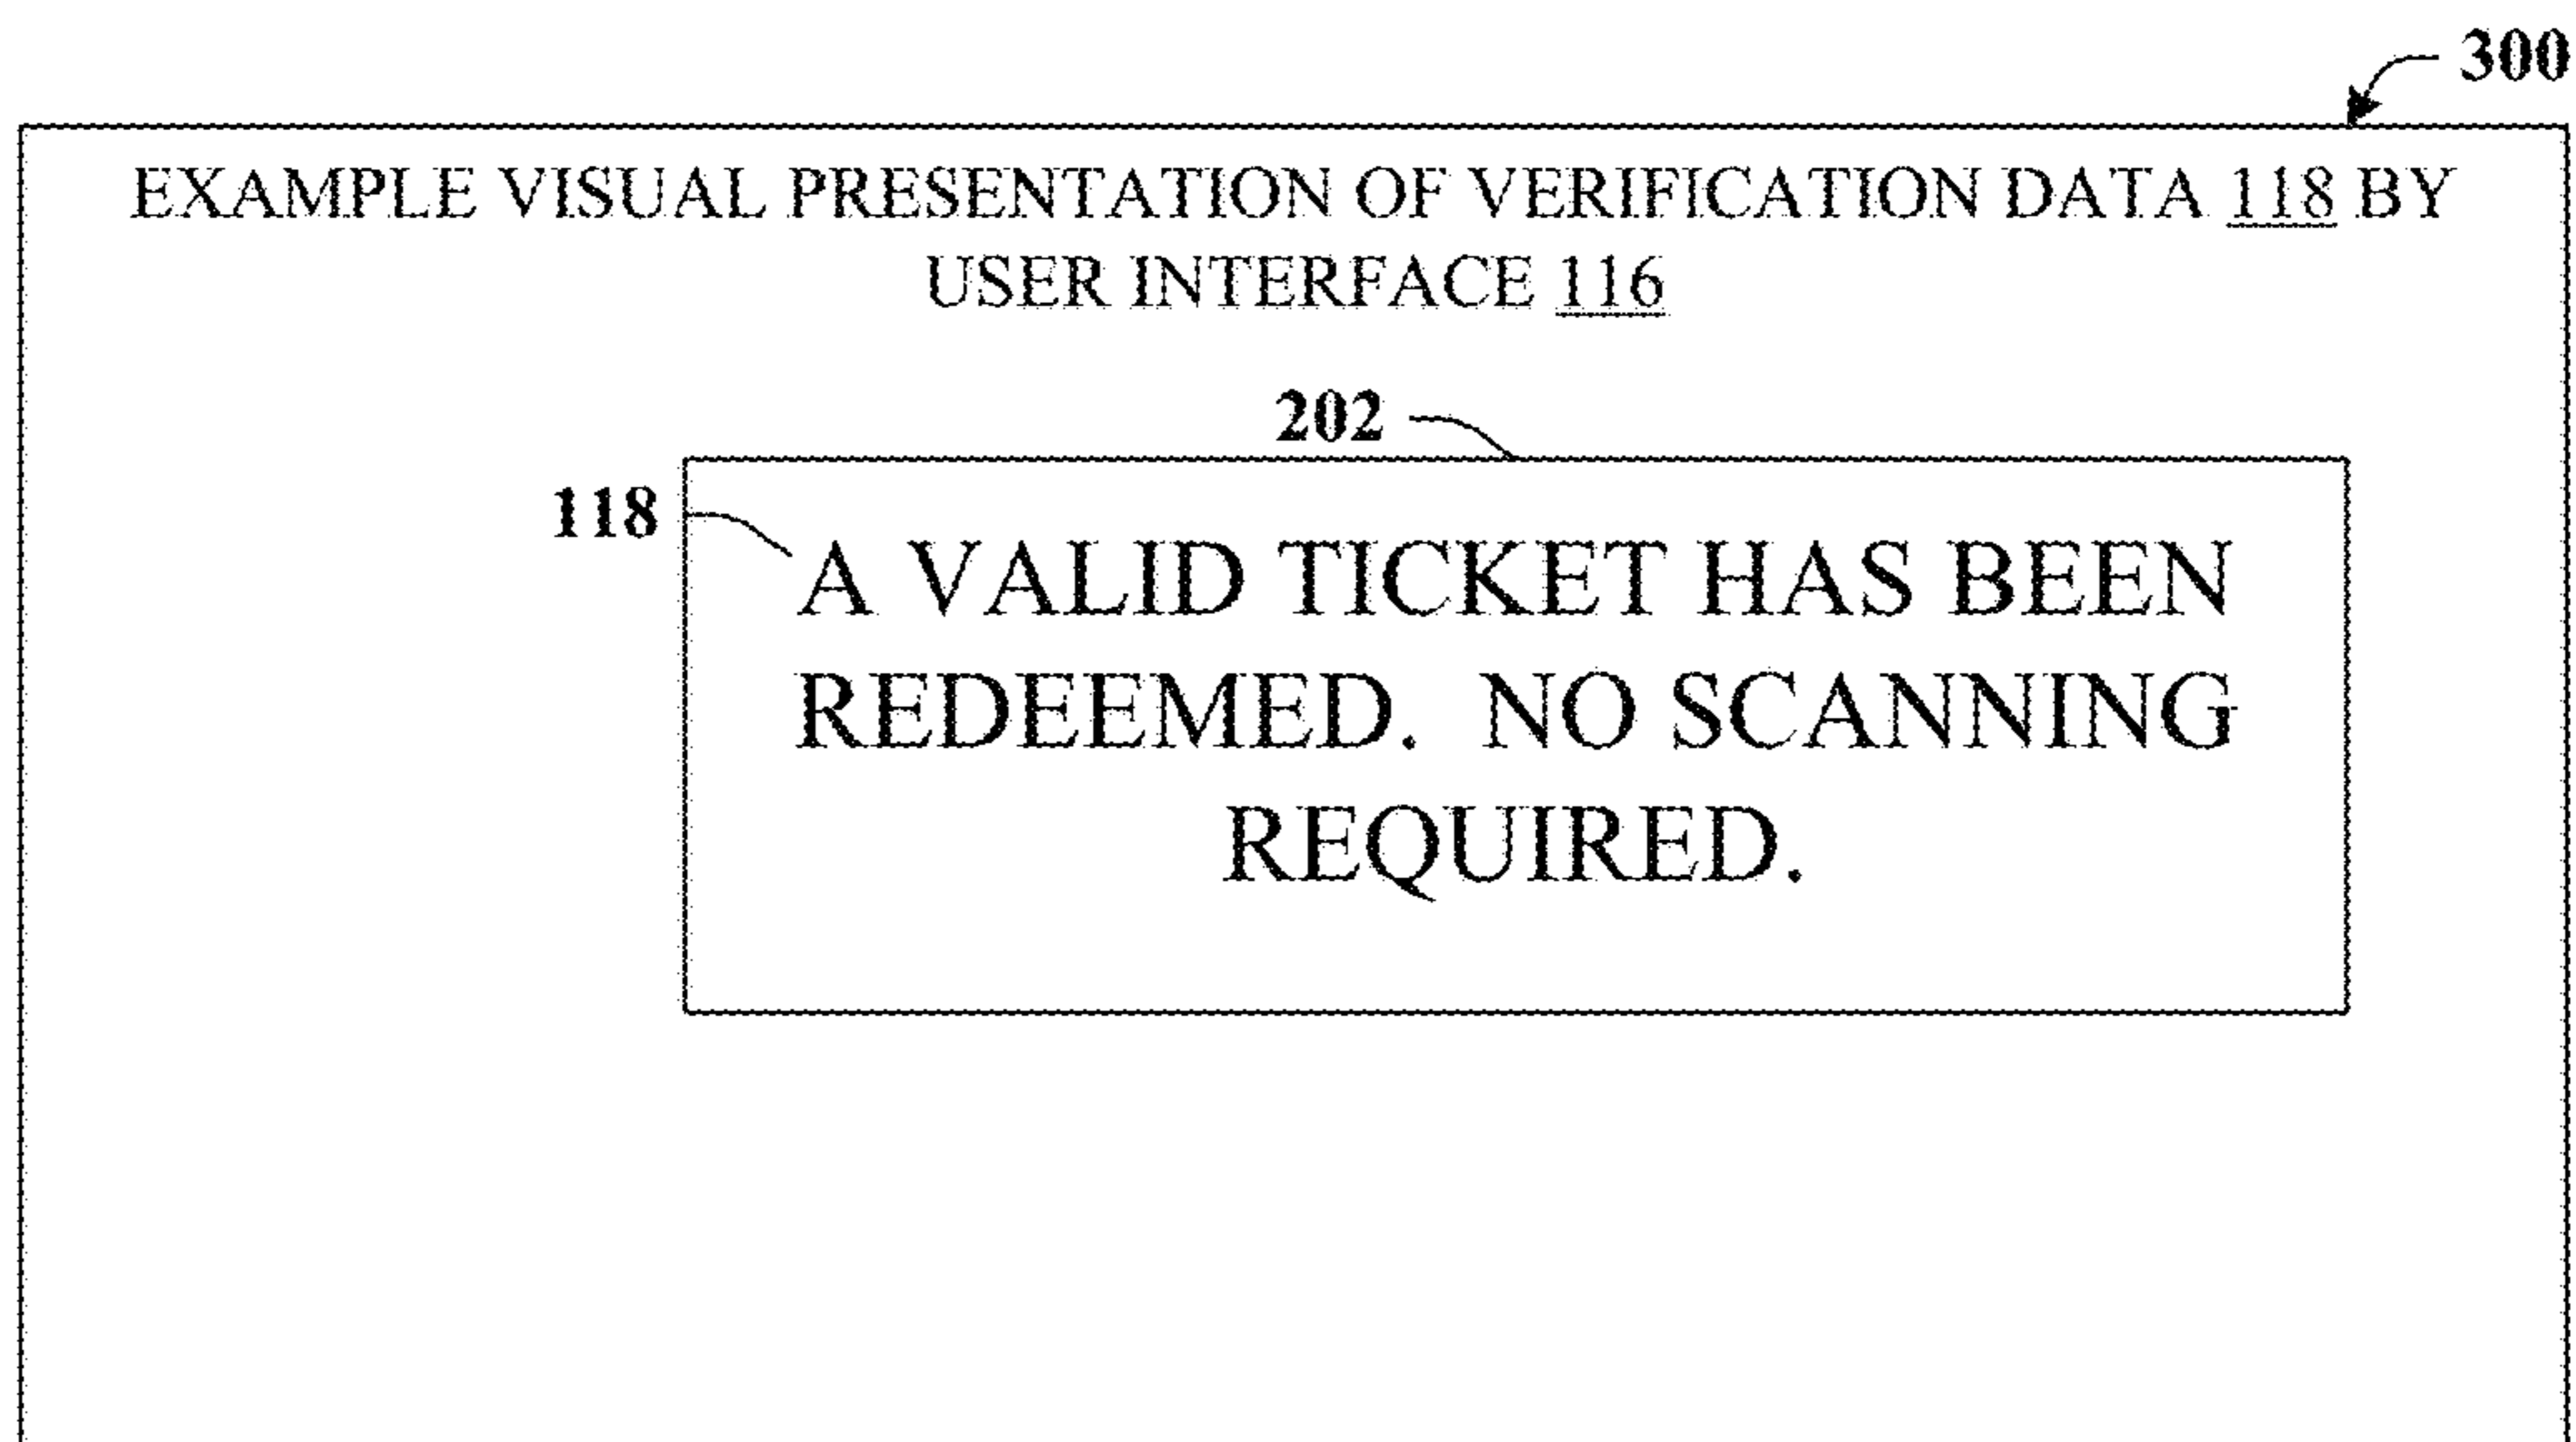 300
EXAMPLE VISUAL PRESENTATION OF VERIFICATION DATA 118 BY
USER INTERFACE 116
202
118
A VALID TICKET HAS BEEN
REDEEMED.  NO SCANNING
REQUIRED.